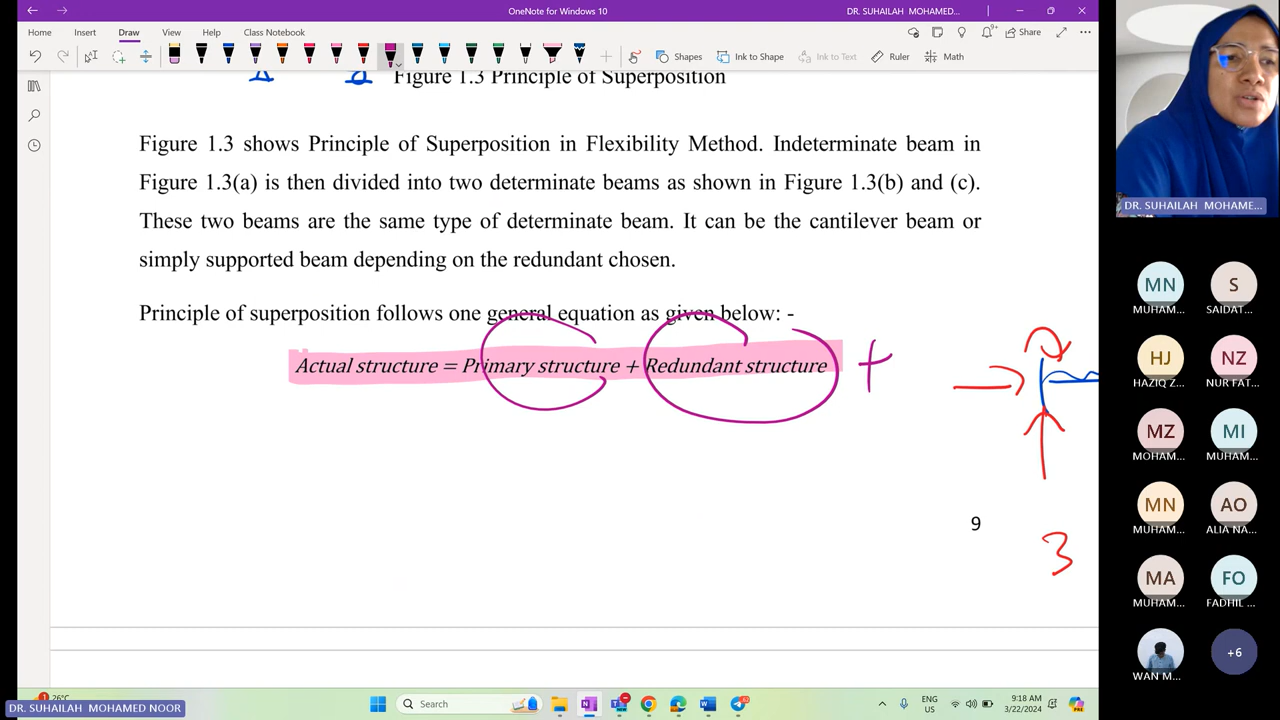 OneNote for Windows 10
DR. SUHAILAH MOHAMED...
Home Insert Draw View Help Class Notebook
Share
Shapes Ink to Shape Ink to Text Ruler Math
Figure 1.3 Principle of Superposition
Figure 1.3 shows Principle of Superposition in Flexibility Method. Indeterminate beam in
Figure 1.3(a) is then divided into two determinate beams as shown in Figure 1.3(b) and (c).
These two beams are the same type of determinate beam. It can be the cantilever beam or
simply supported beam depending on the redundant chosen.
Principle of superposition follows one general equation as given below: -
Actual structure = Primary structure + Redundant structure +
9
3
DR. SUHAILAH MOHAME...
MN S
MUHAM... SAIDAT...
HJ NZ
HAZIQ Z... NUR FAT...
MZ MI
MOHAM... MUHAM...
MN AO
MUHAM... ALIA NA...
MA FO
MUHAM... FADHIL ...
+6
WAN M...
26°C
DR. SUHAILAH MOHAMED NOOR
Search
ENG
US
9:18 AM
3/22/2024